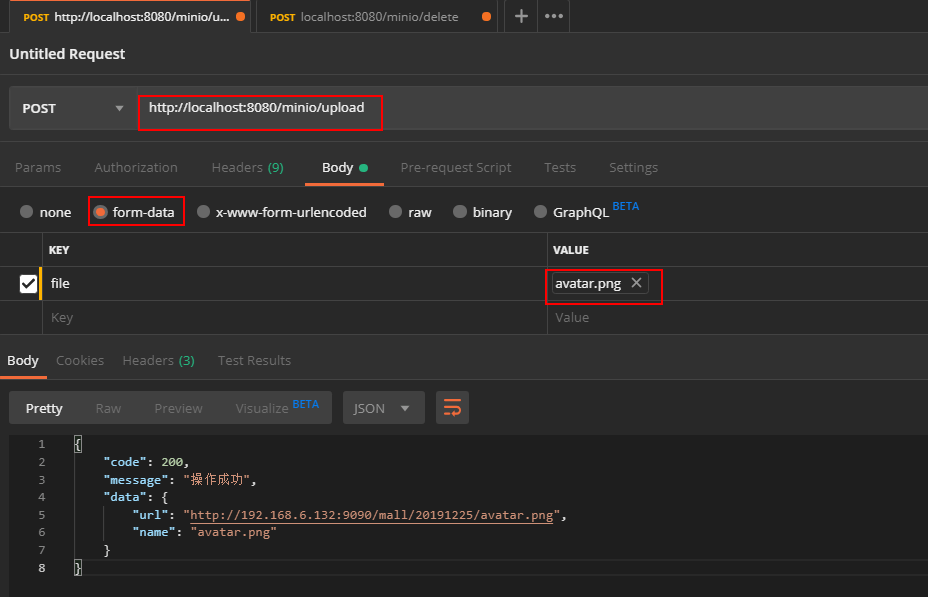 POST http://localhost:8080/minio/u... POST localhost:8080/minio/delete
Untitled Request
POST http://localhost:8080/minio/upload
Params Authorization Headers (9) Body Pre-request Script Tests Settings
none form-data x-www-form-urlencoded raw binary GraphQL BETA
KEY VALUE
file avatar.png
Key Value
Body Cookies Headers (3) Test Results
Pretty Raw Preview Visualize BETA JSON
1 {
2 "code": 200,
3 "message": "操作成功",
4 "data": {
5 "url": "http://192.168.6.132:9090/mall/20191225/avatar.png",
6 "name": "avatar.png"
7 }
8 }